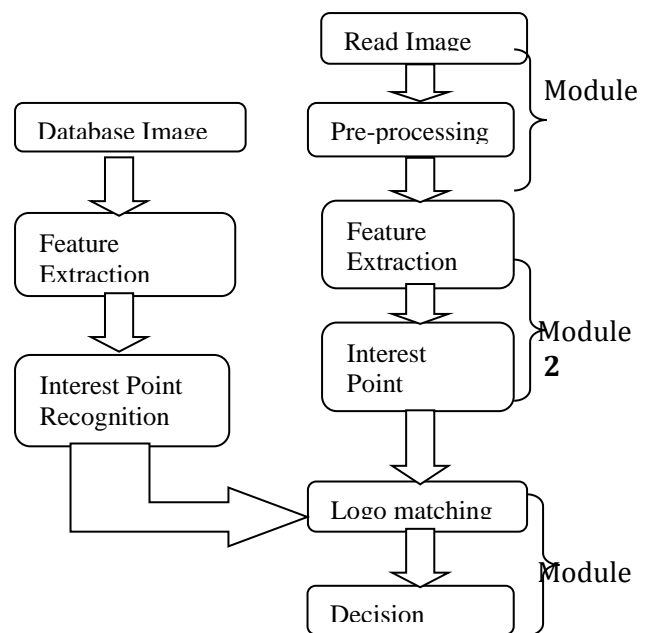 Read Image
Module
Database Image
Pre-processing
Feature
Extraction
Feature
Extraction
Module
2
Interest Point
Recognition
Interest
Point
Logo matching
Module
Decision